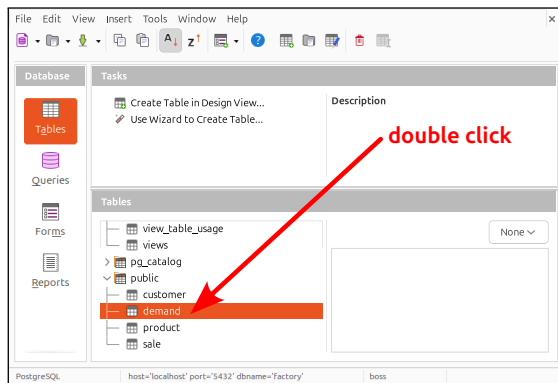 File Edit View Insert Tools Window Help
Database
Tasks
Tables
Queries
Forms
Reports
Create Table in Design View...
Use Wizard to Create Table...
Description
double click
Tables
view_table_usage
views
pg_catalog
public
customer
demand
product
sale
None
PostgreSQL host='localhost' port='5432' dbname='factory' boss